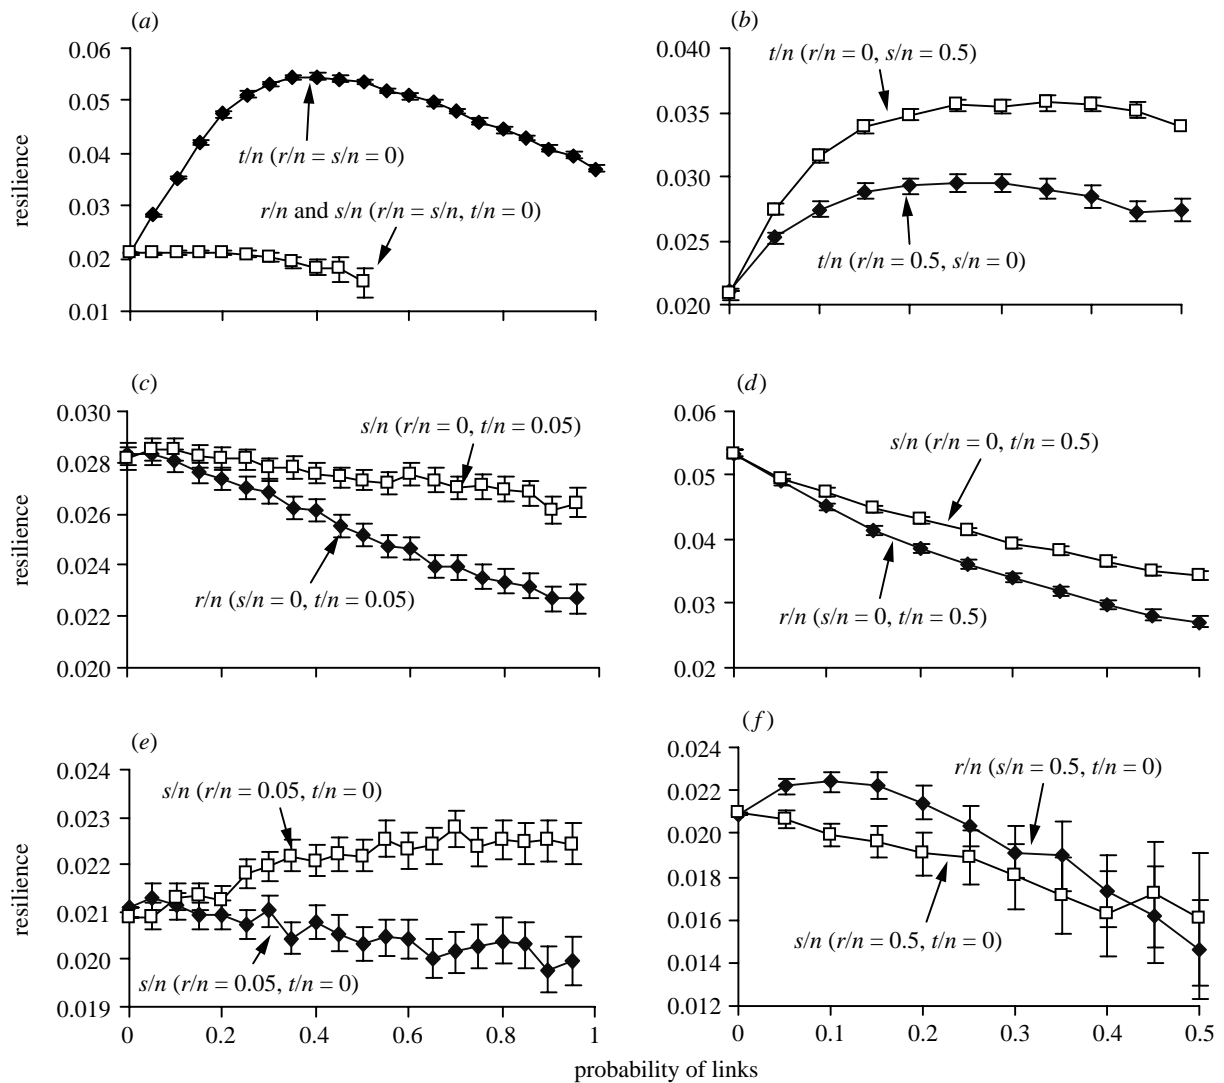 (a)
0.06
0.05
0.04
0.03
0.02
0.01
resilience
t/n (r/n = s/n = 0)
r/n and s/n (r/n = s/n, t/n = 0)
(b)
0.040
0.035
0.030
0.025
0.020
t/n (r/n = 0, s/n = 0.5)
t/n (r/n = 0.5, s/n = 0)
(c)
0.030
0.028
0.026
0.024
0.022
0.020
resilience
s/n (r/n = 0, t/n = 0.05)
r/n (s/n = 0, t/n = 0.05)
(d)
0.06
0.05
0.04
0.03
0.02
s/n (r/n = 0, t/n = 0.5)
r/n (s/n = 0, t/n = 0.5)
(e)
0.024
0.023
0.022
0.021
0.020
0.019
resilience
s/n (r/n = 0.05, t/n = 0)
s/n (r/n = 0.05, t/n = 0)
0 0.2 0.4 0.6 0.8 1
(f)
0.024
0.022
0.020
0.018
0.016
0.014
0.012
r/n (s/n = 0.5, t/n = 0)
s/n (r/n = 0.5, t/n = 0)
0 0.1 0.2 0.3 0.4 0.5
probability of links